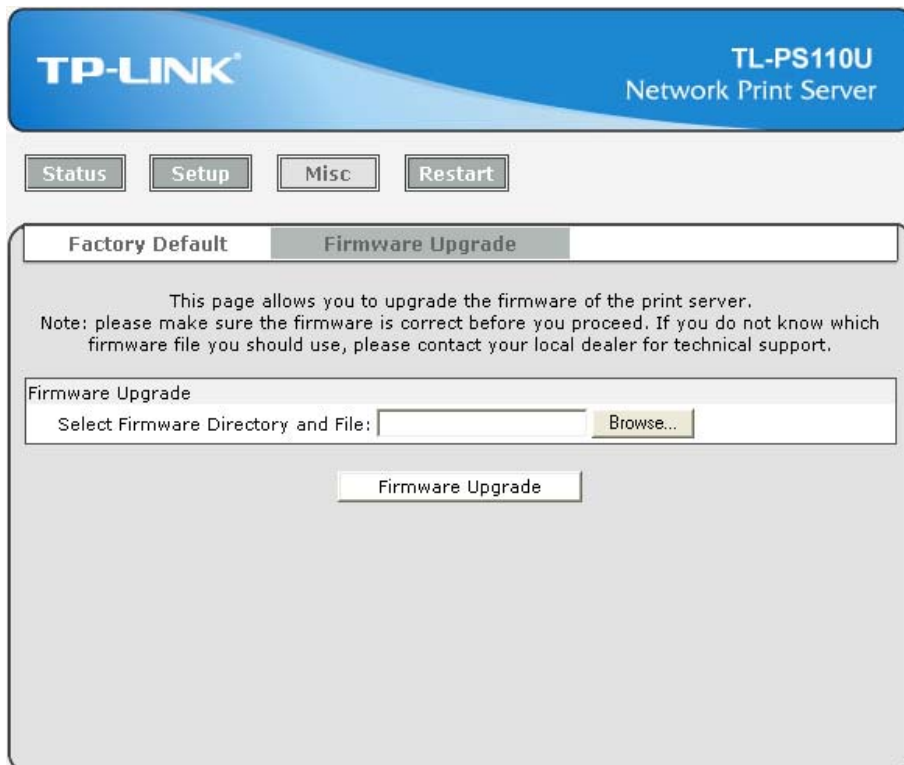 TP-LINK
TL-PS110U
Network Print Server
Status Setup Misc Restart
Factory Default Firmware Upgrade
This page allows you to upgrade the firmware of the print server.
Note: please make sure the firmware is correct before you proceed. If you do not know which
firmware file you should use, please contact your local dealer for technical support.
Firmware Upgrade
Select Firmware Directory and File: Browse...
Firmware Upgrade